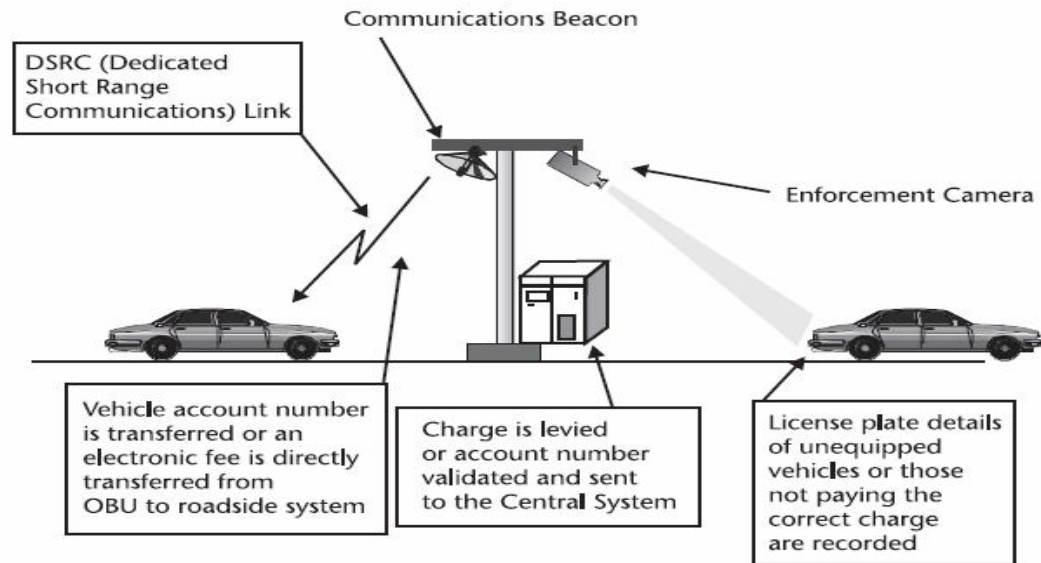 Communications Beacon
DSRC (Dedicated
Short Range
Communications) Link
Enforcement Camera
Vehicle account number
is transferred or an
electronic fee is directly
transferred from
OBU to roadside system
Charge is levied
or account number
validated and sent
to the Central System
License plate details
of unequipped
vehicles or those
not paying the
correct charge
are recorded